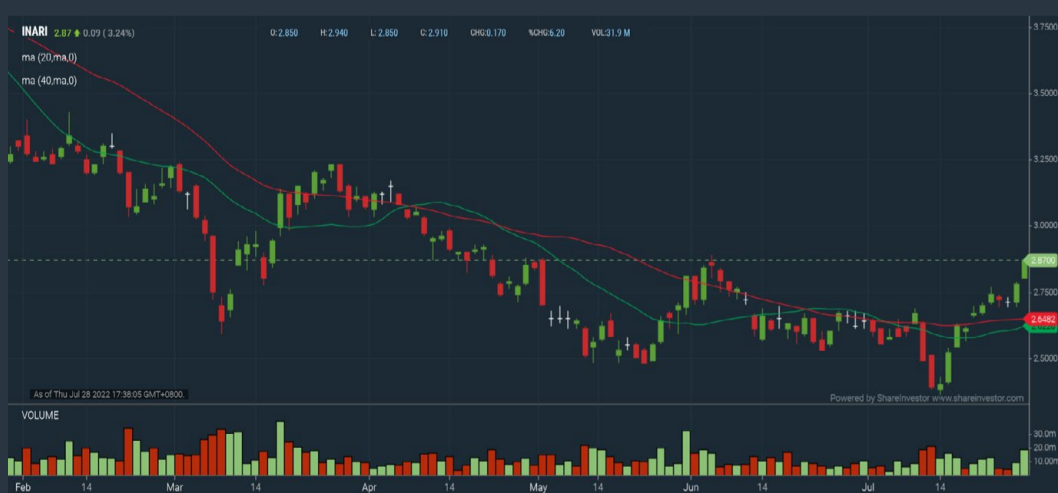 INARI 2.87 0.09 ( 3.24%) O:2.850 H:2.940 L: 2.850 C: 2.910 CHG:0.170 %CHG:6.20 VOL:31.9 M
ma (20,ma,0)
ma (40,ma,0)
3.7500
3.5000
3.2500
3.0000
2.8700
2.7500
2.6482
2.5000
As of Thu Jul 28 2022 17:38:05 GMT+0800.
Powered by ShareInvestor www.shareinvestor.com
VOLUME
30.0m
20.0m
10.00m
Feb 14 Mar 14 Apr 14 May 14 Jun 14 Jul 14